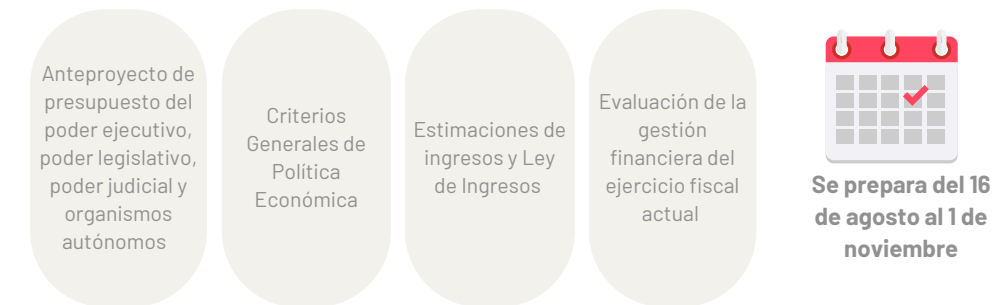 Anteproyecto de
presupuesto del
poder ejecutivo,
poder legislativo,
poder judicial y
organismos
autónomos
Criterios
Generales de
Política
Económica
Estimaciones de
ingresos y Ley
de Ingresos
Evaluación de la
gestión
financiera del
ejercicio fiscal
actual
Se prepara del 16
de agosto al 1 de
noviembre